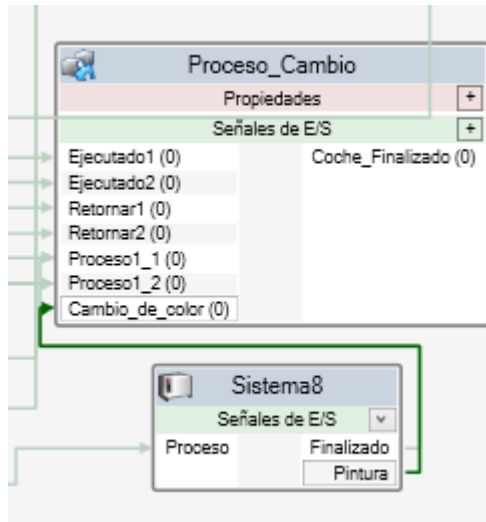 Proceso_Cambio
Propiedades +
Señales de E/S +
Ejecutado1 (0) Coche_Finalizado (0)
Ejecutado2 (0)
Retornar1 (0)
Retornar2 (0)
Proceso1_1 (0)
Proceso1_2 (0)
Cambio_de_color (0)
Sistema8
Señales de E/S
Proceso Finalizado
Pintura